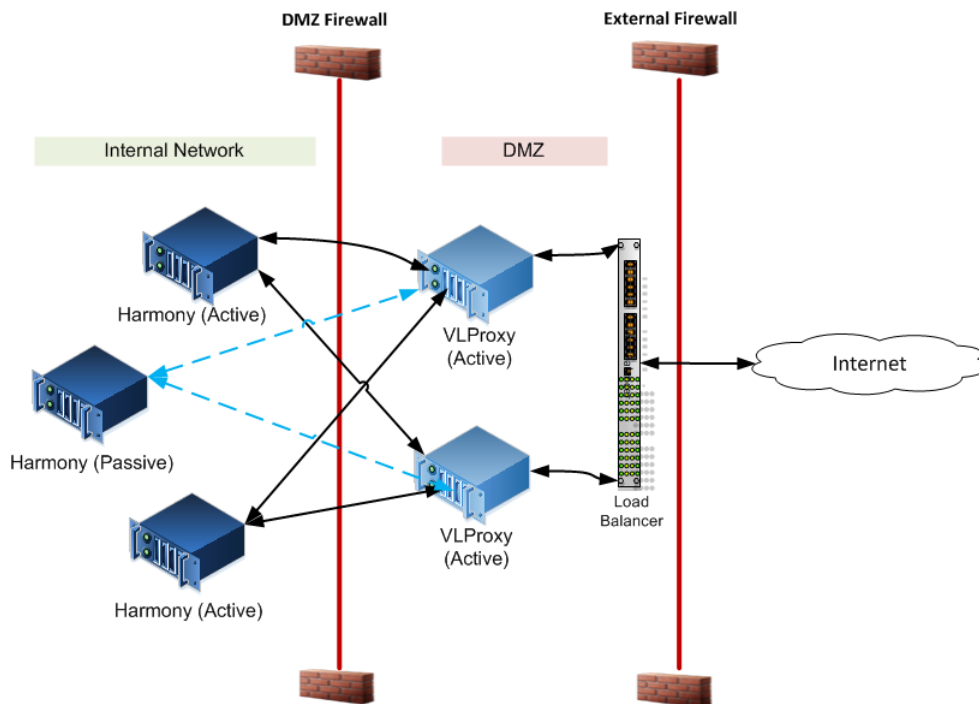 DMZ Firewall
External Firewall
Internal Network
DMZ
Harmony (Active)
VLProxy
(Active)
Internet
Harmony (Passive)
Load
Balancer
VLProxy
(Active)
Harmony (Active)